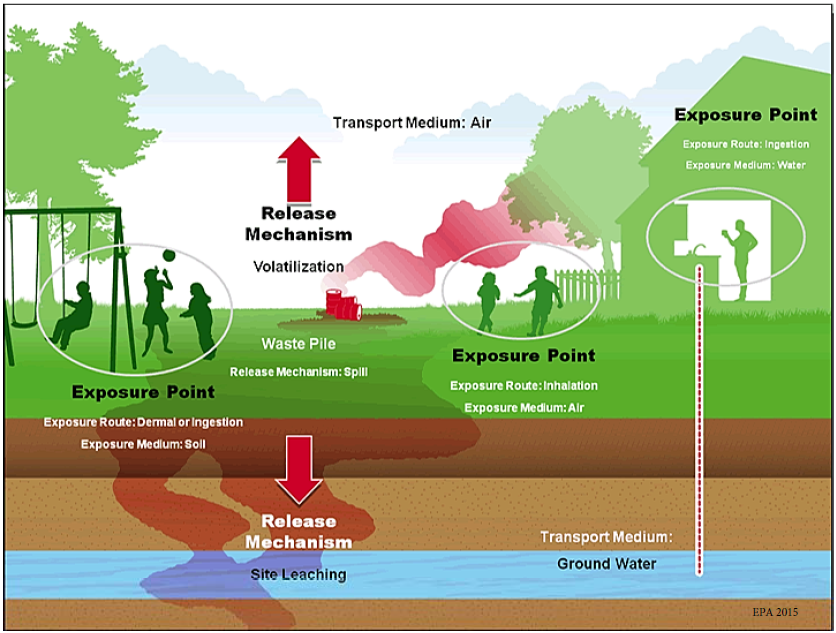 Transport Medium: Air
Release
Mechanism
Volatilization
Exposure Point
Exposure Route: Ingestion
Exposure Medium: Water
Waste Pile
Release Mechanism: Spill
Exposure Point
Exposure Route: Inhalation
Exposure Medium: Air
Exposure Point
Exposure Route: Dermal or Ingestion
Exposure Medium: Soil
Release
Mechanism
Site Leaching
Transport Medium:
Ground Water
EPA 2015